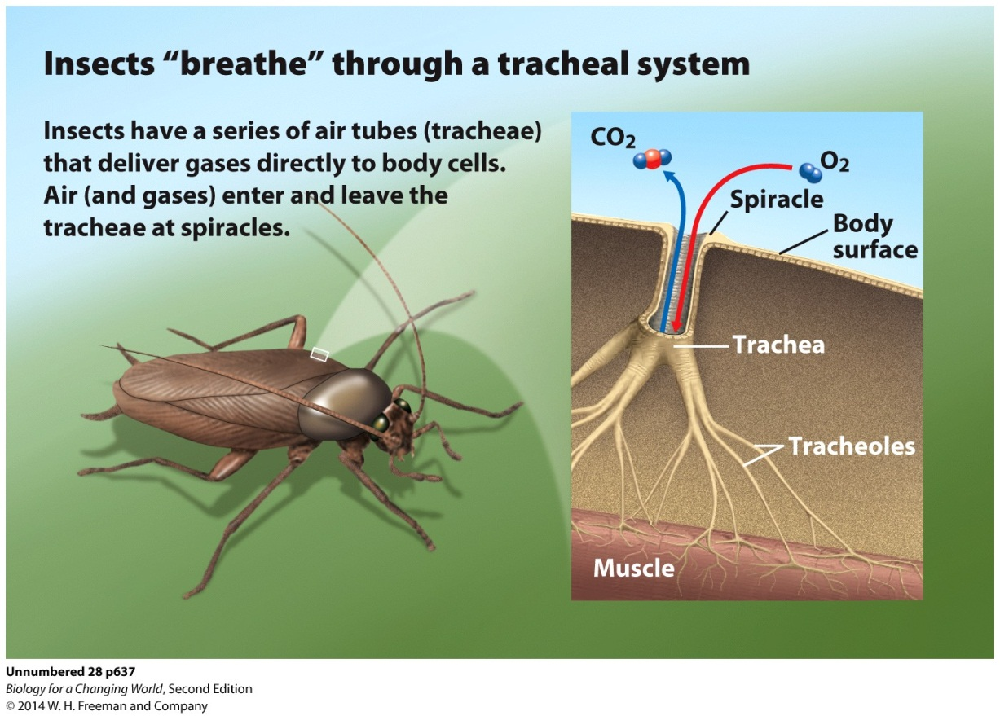 Insects “breathe” through a tracheal system
Insects have a series of air tubes (tracheae)
that deliver gases directly to body cells.
Air (and gases) enter and leave the
tracheae at spiracles.
CO2
O2
Spiracle
Body
surface
Trachea
Tracheoles
Muscle
Unnumbered 28 p637
Biology for a Changing World, Second Edition
© 2014 W. H. Freeman and Company